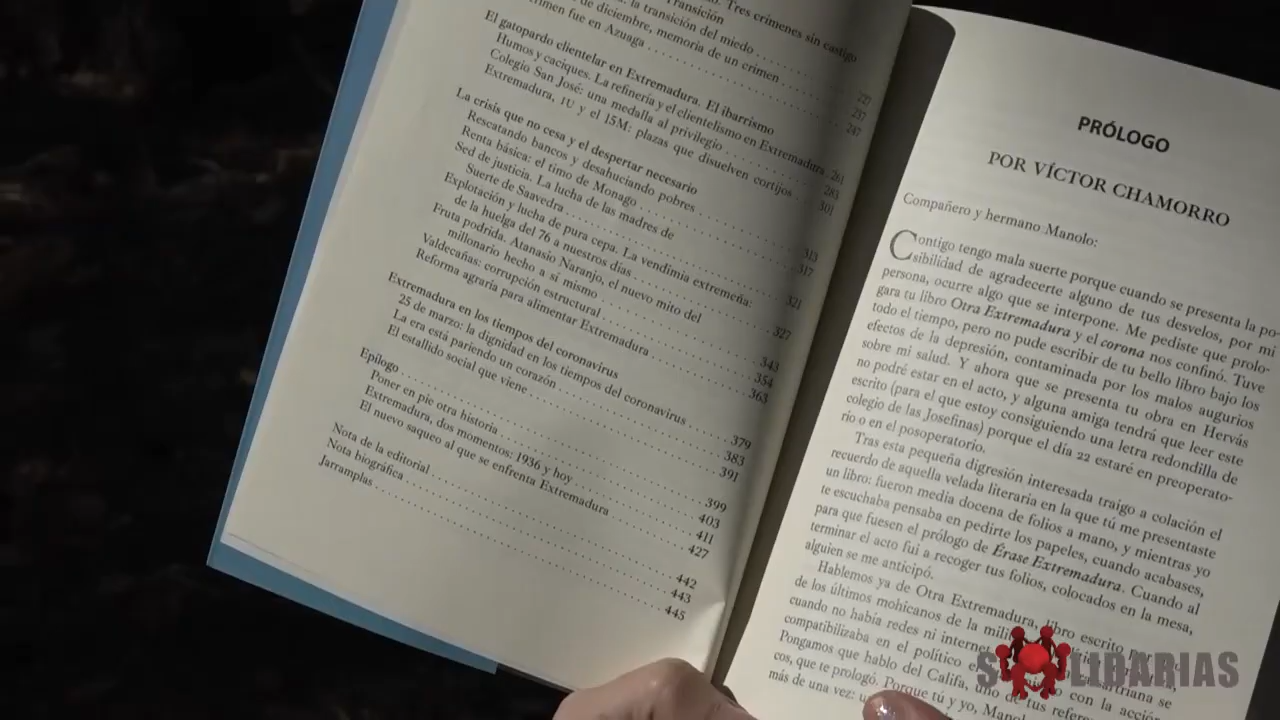 Transición
la transición del miedo
Tres crímenes sin castigo
de diciembre, memoria de un crimen
crimen fue en Azuaga
227
237
247
El gatopardo clientelar en Extremadura. El ibarrismo
Humos y caciques. La refinería y el clientelismo en Extremadura 261
Colegio San José: una medalla al privilegio 283
Extremadura, IU y el 15M: plazas que disuelven cortijos 301
La crisis que no cesa y el despertar necesario
Rescatando bancos y desahuciando pobres 313
Renta básica: el timo de Monago 317
Sed de justicia. La lucha de las madres de
Suerte de Saavedra 321
Explotación y lucha de pura cepa. La vendimia extremeña:
de la huelga del 76 a nuestros días 327
Fruta podrida. Atanasio Naranjo, el nuevo mito del
millonario hecho a sí mismo 343
Valdecañas: corrupción estructural 354
Reforma agraria para alimentar Extremadura 363
Extremadura en los tiempos del coronavirus
25 de marzo: la dignidad en los tiempos del coronavirus 379
La era está pariendo un corazón 383
El estallido social que viene 391
Epílogo
Poner en pie otra historia 399
Extremadura, dos momentos: 1936 y hoy 403
El nuevo saqueo al que se enfrenta Extremadura 411
427
Nota de la editorial 442
Nota biográfica 443
Jarramplas 445
PRÓLOGO
POR VÍCTOR CHAMORRO
Compañero y hermano Manolo:
Contigo tengo mala suerte porque cuando se presenta la po-
sibilidad de agradecerte alguno de tus desvelos, por mi
persona, ocurre algo que se interpone. Me pediste que prolo-
gara tu libro Otra Extremadura y el corona nos confinó. Tuve
todo el tiempo, pero no pude escribir de tu bello libro bajo los
efectos de la depresión, contaminada por los malos augurios
sobre mi salud. Y ahora que se presenta tu obra en Hervás
no podré estar en el acto, y alguna amiga tendrá que leer este
escrito (para el que estoy consiguiendo una letra redondilla de
colegio de las Josefinas) porque el día 22 estaré en preoperato-
rio o en el posoperatorio.
Tras esta pequeña digresión interesada traigo a colación el
recuerdo de aquella velada literaria en la que tú me presentaste
un libro: fueron media docena de folios a mano, y mientras yo
te escuchaba pensaba en pedirte los papeles, cuando acabases,
para que fuesen el prólogo de Érase Extremadura. Cuando al
terminar el acto fui a recoger tus folios, colocados en la mesa,
alguien se me anticipó.
Hablemos ya de Otra Extremadura, libro escrito por
de los últimos mohicanos de la
cuando no había redes ni
compatibilizaba en el político con la
Pongamos que hablo del Califa, uno de tus
cos, que te prologó. Porque tú y yo,
más de una vez:
SOLIDARIAS